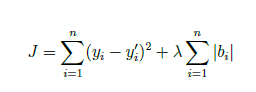 J = \sum_{i=1}^{n} (y_i - y_i')^2 + \lambda \sum_{i=1}^{n} |b_i|